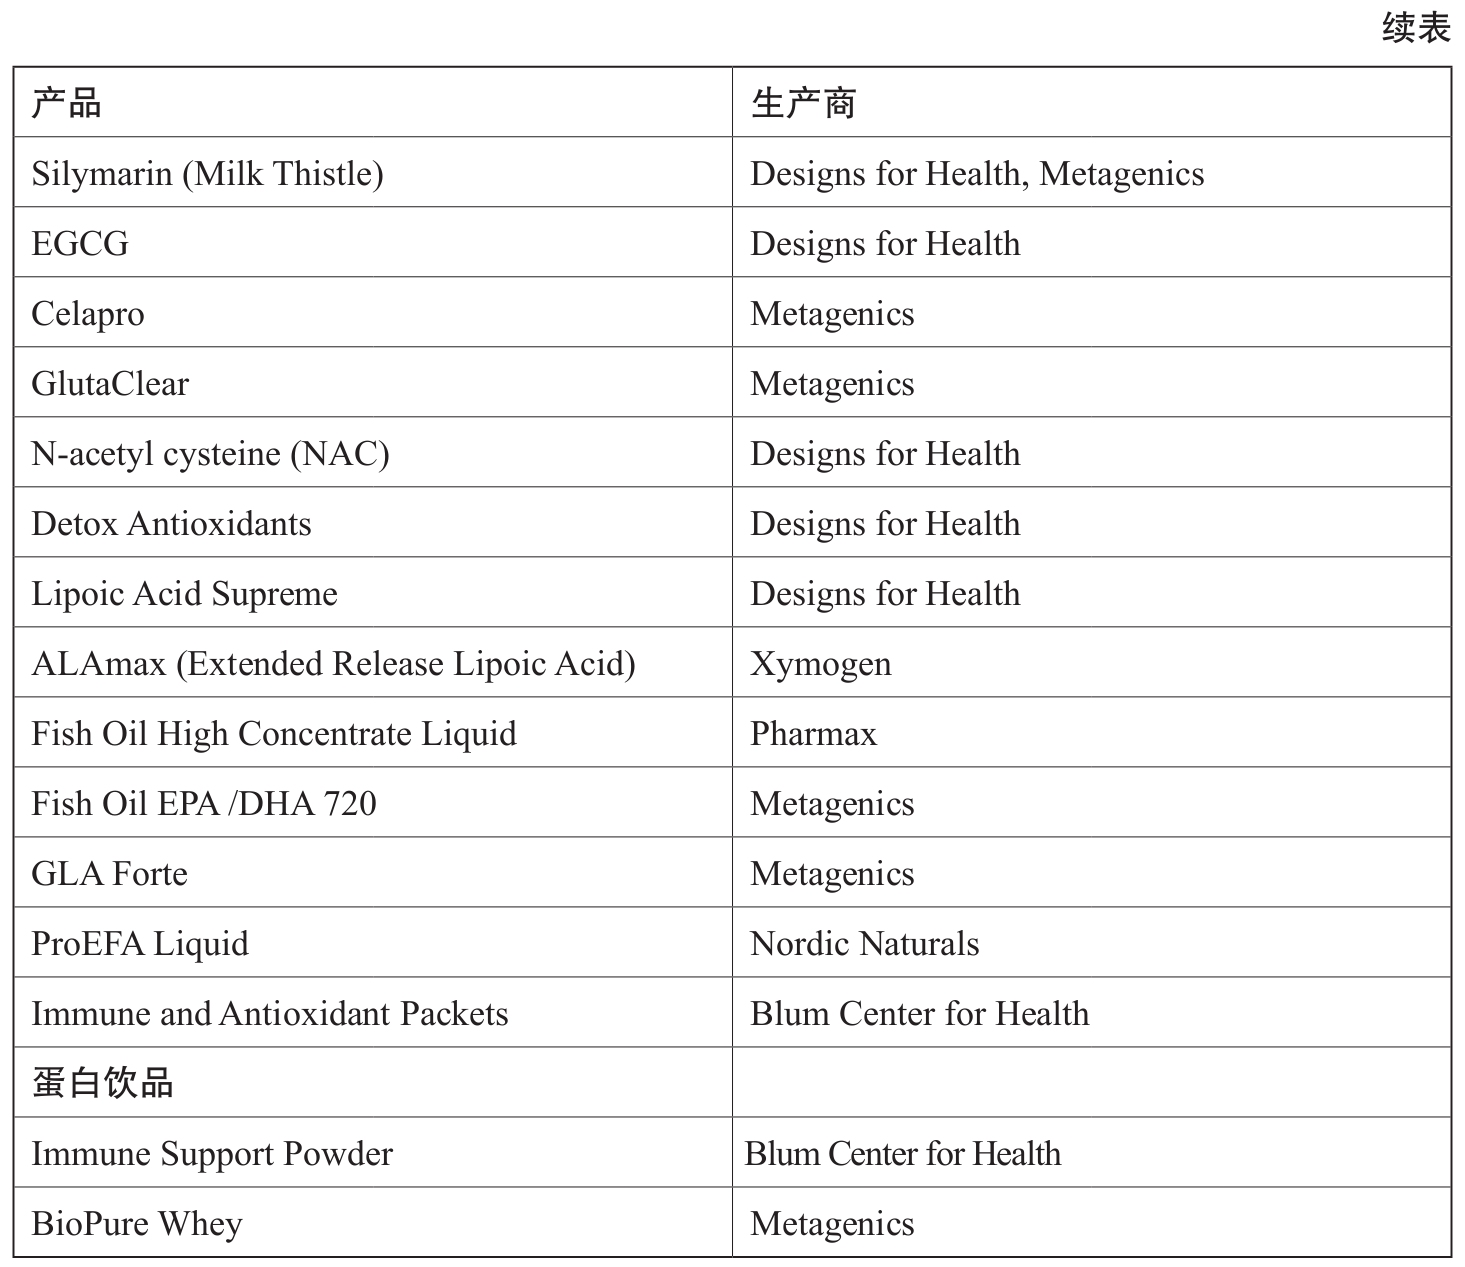 续表
产品 生产商
Silymarin (Milk Thistle) Designs for Health, Metagenics
EGCG Designs for Health
Celapro Metagenics
GlutaClear Metagenics
N-acetyl cysteine (NAC) Designs for Health
Detox Antioxidants Designs for Health
Lipoic Acid Supreme Designs for Health
ALAmax (Extended Release Lipoic Acid) Xymogen
Fish Oil High Concentrate Liquid Pharmax
Fish Oil EPA /DHA 720 Metagenics
GLA Forte Metagenics
ProEFA Liquid Nordic Naturals
Immune and Antioxidant Packets Blum Center for Health
蛋白饮品
Immune Support Powder Blum Center for Health
BioPure Whey Metagenics